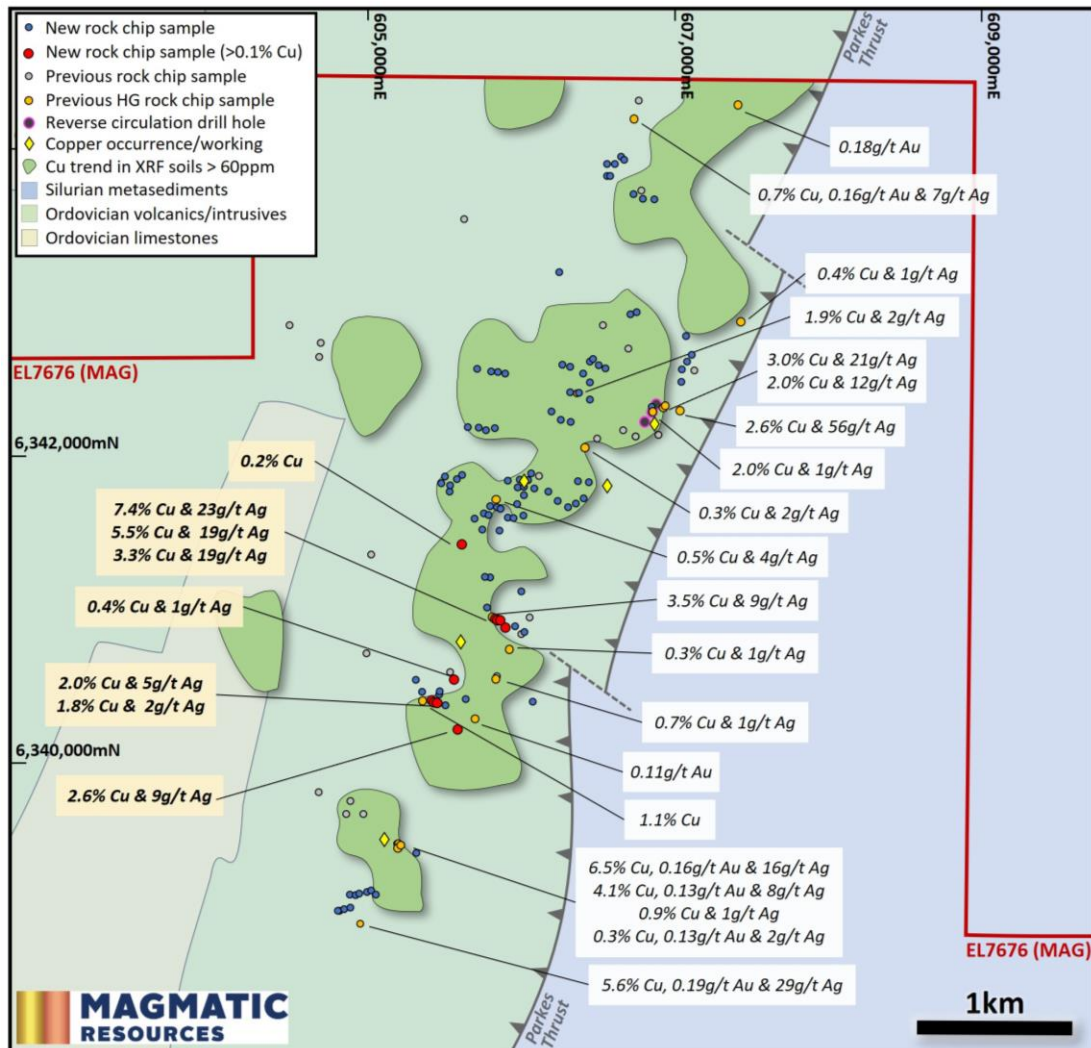 New rock chip sample
New rock chip sample (>0.1% Cu)
Previous rock chip sample
Previous HG rock chip sample
Reverse circulation drill hole
Copper occurrence/working
Cu trend in XRF soils > 60ppm
Silurian metasediments
Ordovician volcanics/intrusives
Ordovician limestones
605,000mE
607,000mE
609,000mE
Parkes
Thrust
0.18g/t Au
0.7% Cu, 0.16g/t Au & 7g/t Ag
0.4% Cu & 1g/t Ag
1.9% Cu & 2g/t Ag
EL7676 (MAG)
3.0% Cu & 21g/t Ag
2.0% Cu & 12g/t Ag
2.6% Cu & 56g/t Ag
6,342,000mN
0.2% Cu
2.0% Cu & 1g/t Ag
7.4% Cu & 23g/t Ag
5.5% Cu & 19g/t Ag
3.3% Cu & 19g/t Ag
0.3% Cu & 2g/t Ag
0.5% Cu & 4g/t Ag
0.4% Cu & 1g/t Ag
3.5% Cu & 9g/t Ag
0.3% Cu & 1g/t Ag
2.0% Cu & 5g/t Ag
1.8% Cu & 2g/t Ag
0.7% Cu & 1g/t Ag
6,340,000mN
0.11g/t Au
2.6% Cu & 9g/t Ag
1.1% Cu
6.5% Cu, 0.16g/t Au & 16g/t Ag
4.1% Cu, 0.13g/t Au & 8g/t Ag
0.9% Cu & 1g/t Ag
0.3% Cu, 0.13g/t Au & 2g/t Ag
EL7676 (MAG)
5.6% Cu, 0.19g/t Au & 29g/t Ag
MAGMATIC
RESOURCES
Parkes
Thrust
1km